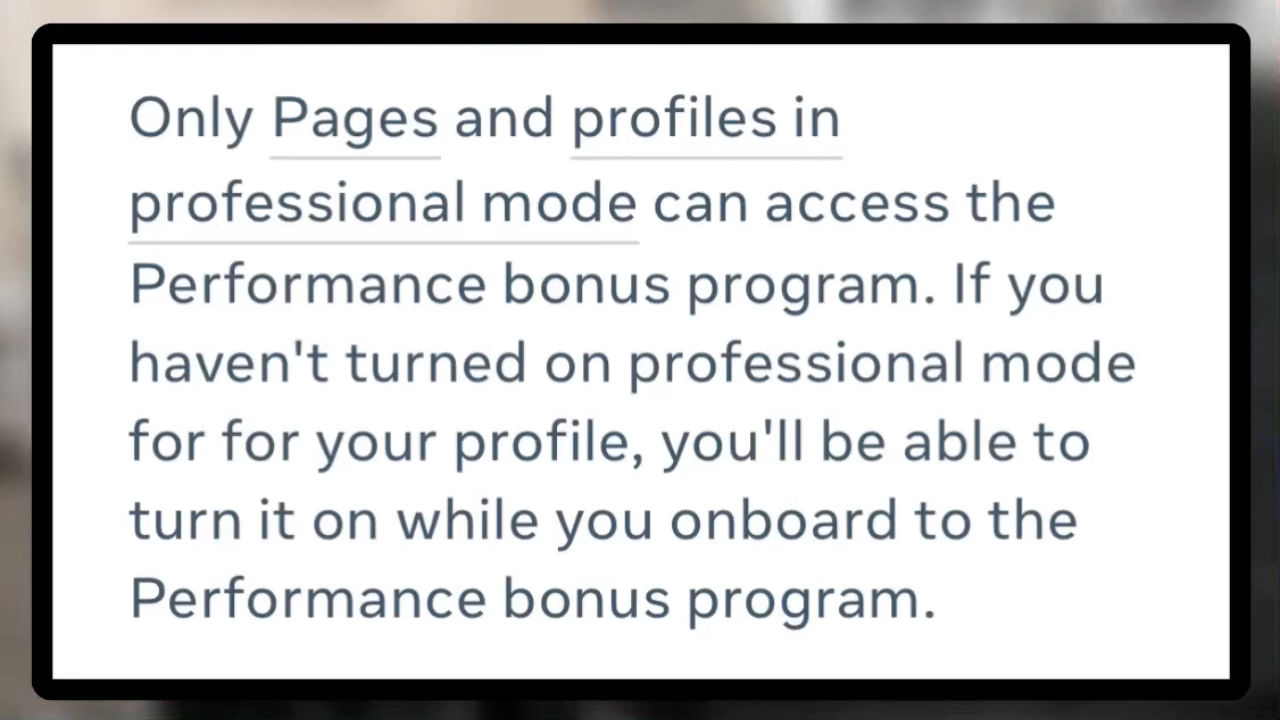 Only Pages and profiles in
professional mode can access the
Performance bonus program. If you
haven't turned on professional mode
for for your profile, you'll be able to
turn it on while you onboard to the
Performance bonus program.